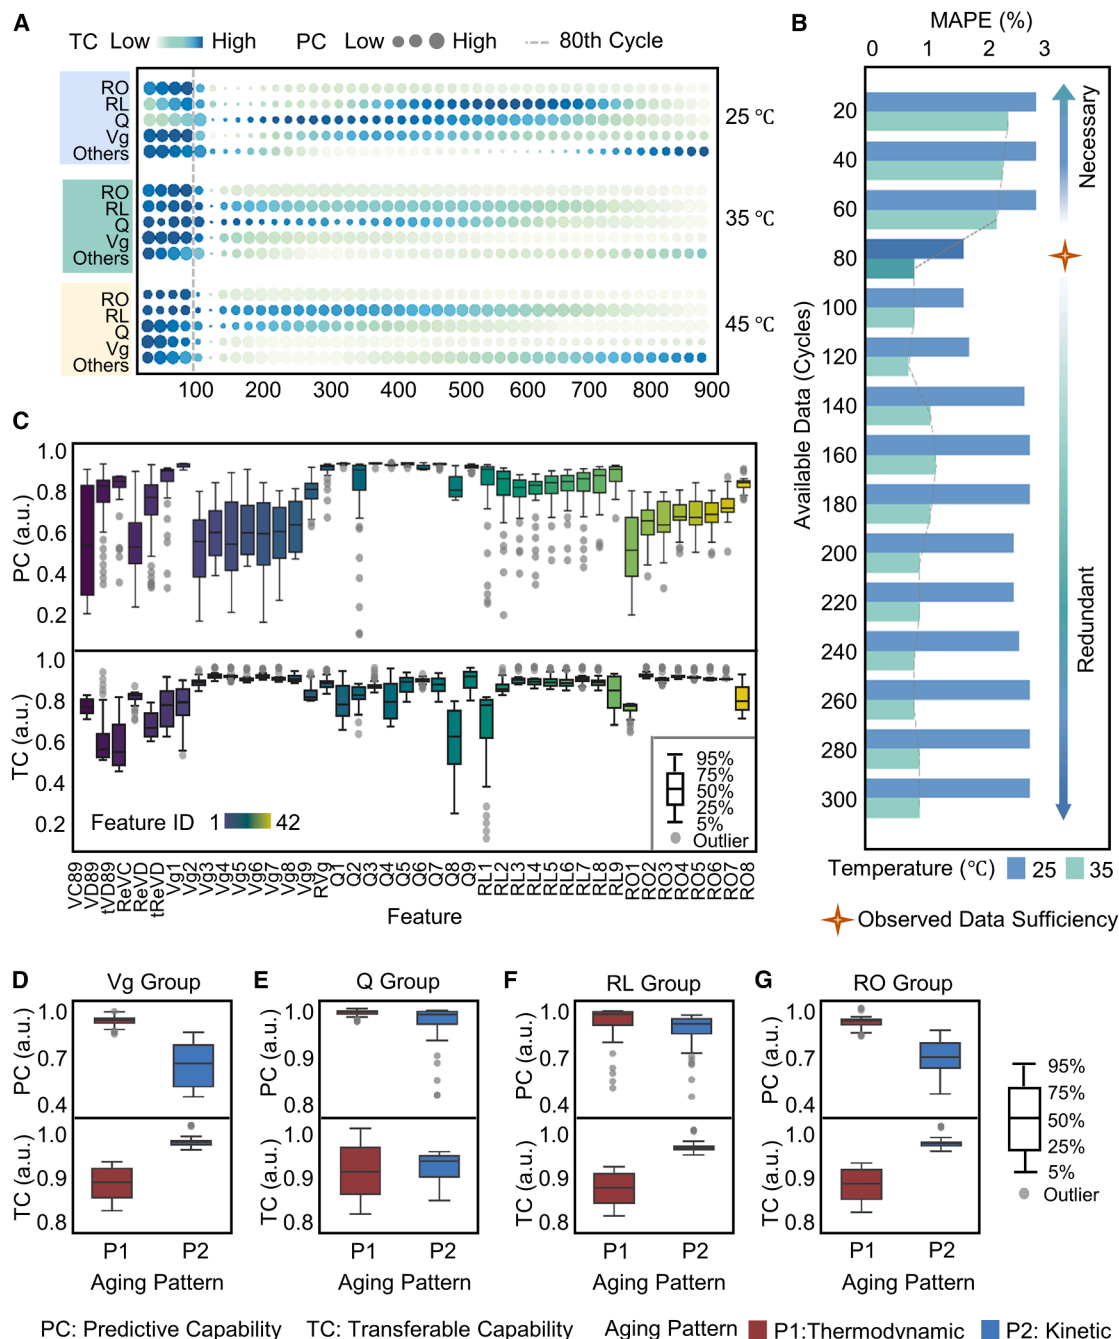 A
TC Low High PC Low High 80th Cycle
RO
RL
Q
Vg
Others
25 ℃
RO
RL
Q
Vg
Others
35 ℃
RO
RL
Q
Vg
Others
45 ℃
100 200 300 400 500 600 700 800 900
B
MAPE (%)
0 1 2 3
Available Data (Cycles)
20
40
60
80
100
120
140
160
180
200
220
240
260
280
300
Necessary
Redundant
Temperature (℃) 25 35
Observed Data Sufficiency
C
PC (a.u.)
1.0
0.8
0.6
0.4
0.2
TC (a.u.)
1.0
0.8
0.6
0.4
0.2
Feature ID 1 42
95%
75%
50%
25%
5%
Outlier
VC89 VD89 tVD89 ReVC ReVD tReVD Vg1 Vg2 Vg3 Vg4 Vg5 Vg6 Vg7 Vg8 Vg9 RVg Q1 Q2 Q3 Q4 Q5 Q6 Q7 Q8 Q9 RL1 RL2 RL3 RL4 RL5 RL6 RL7 RL8 RL9 RO1 RO2 RO3 RO4 RO5 RO6 RO7 RO8
Feature
D
Vg Group
PC (a.u.)
1.0
0.7
0.4
TC (a.u.)
1.0
0.9
0.8
P1 P2
Aging Pattern
E
Q Group
PC (a.u.)
1.0
0.9
0.8
TC (a.u.)
1.0
0.9
0.8
P1 P2
Aging Pattern
F
RL Group
PC (a.u.)
1.0
0.7
0.4
TC (a.u.)
1.0
0.9
0.8
P1 P2
Aging Pattern
G
RO Group
PC (a.u.)
1.0
0.7
0.4
TC (a.u.)
1.0
0.9
0.8
P1 P2
Aging Pattern
95%
75%
50%
25%
5%
Outlier
PC: Predictive Capability TC: Transferable Capability Aging Pattern P1:Thermodynamic P2: Kinetic